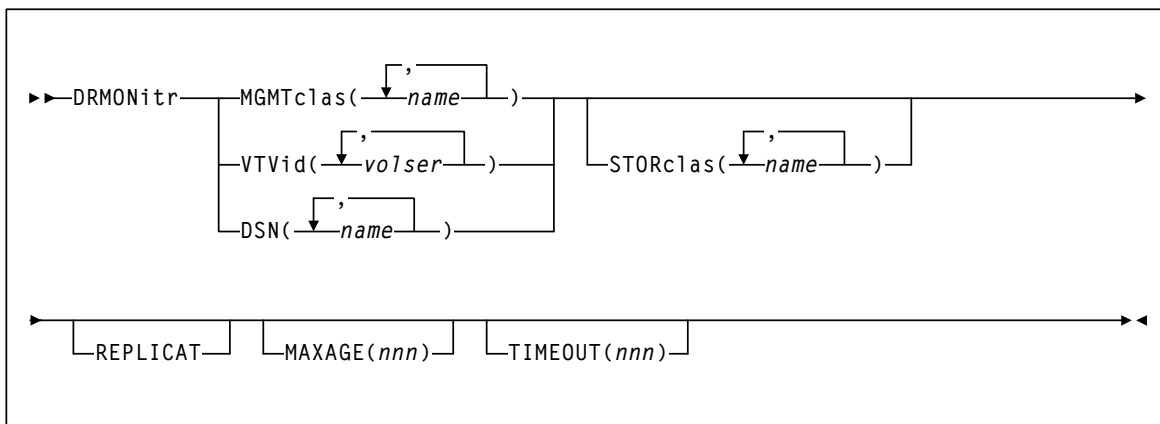 ,
DRMONitr MGMTclas( name )
,
STORclas( name )
,
VTVid( volser )
,
DSN( name )
REPLICAT MAXAGE(nnn) TIMEOUT(nnn)